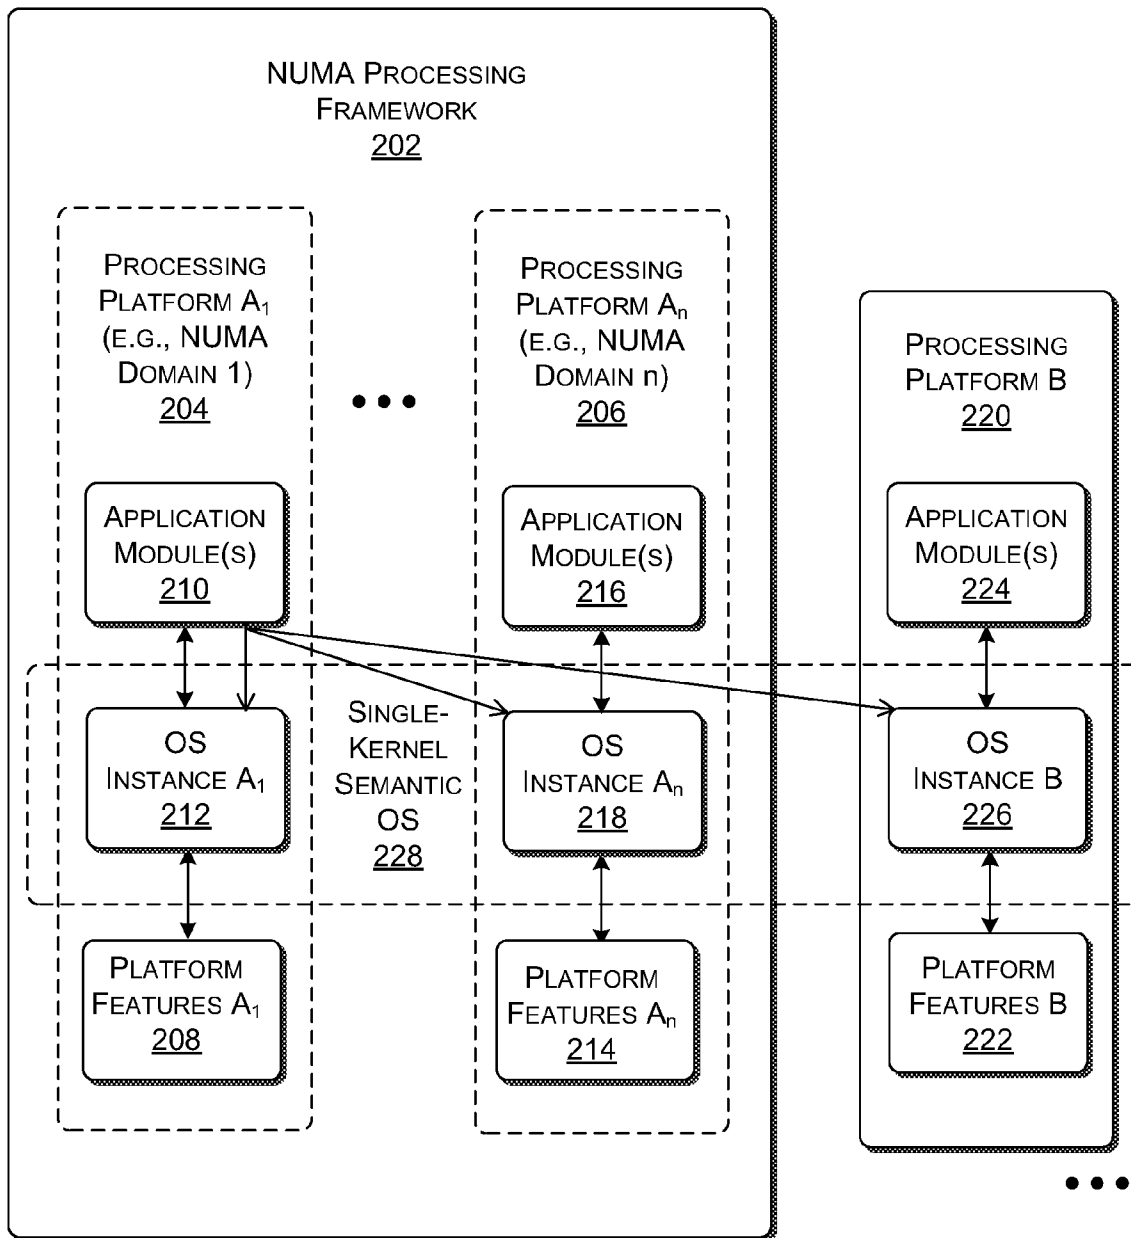 NUMA PROCESSING
FRAMEWORK
202
PROCESSING
PLATFORM A1
(E.G., NUMA
DOMAIN 1)
204
PROCESSING
PLATFORM An
(E.G., NUMA
DOMAIN n)
206
PROCESSING
PLATFORM B
220
APPLICATION
MODULE(S)
210
APPLICATION
MODULE(S)
216
APPLICATION
MODULE(S)
224
OS
INSTANCE A1
212
SINGLE-
KERNEL
SEMANTIC
OS
228
OS
INSTANCE An
218
OS
INSTANCE B
226
PLATFORM
FEATURES A1
208
PLATFORM
FEATURES An
214
PLATFORM
FEATURES B
222